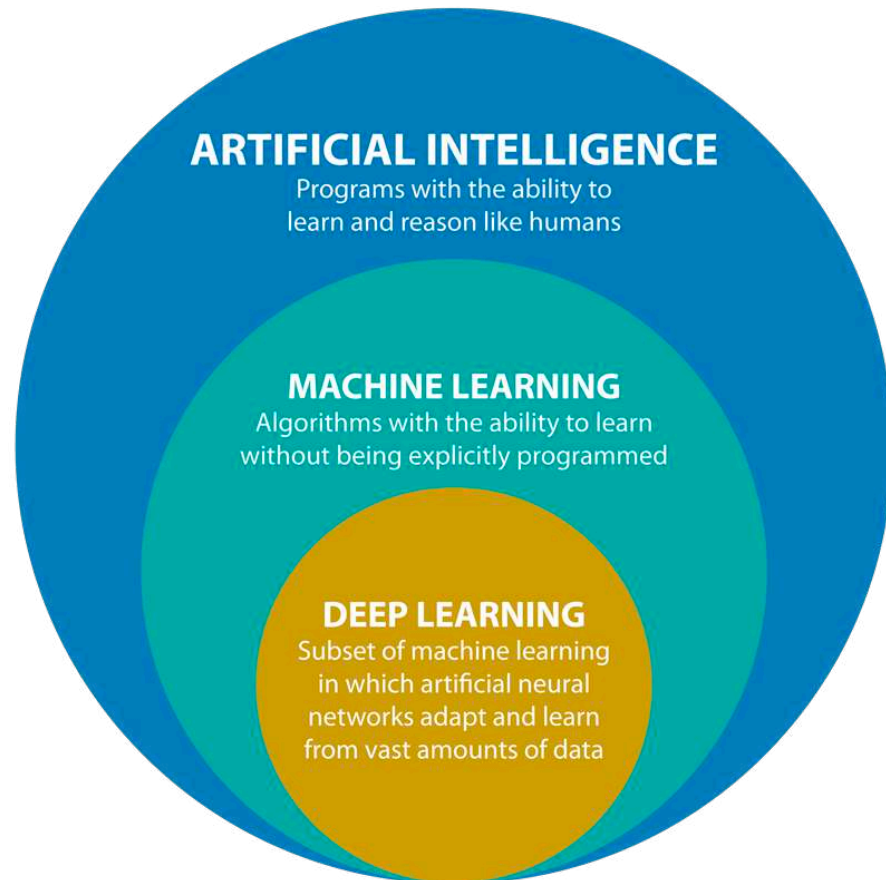 ARTIFICIAL INTELLIGENCE
Programs with the ability to
learn and reason like humans
MACHINE LEARNING
Algorithms with the ability to learn
without being explicitly programmed
DEEP LEARNING
Subset of machine learning
in which artificial neural
networks adapt and learn
from vast amounts of data